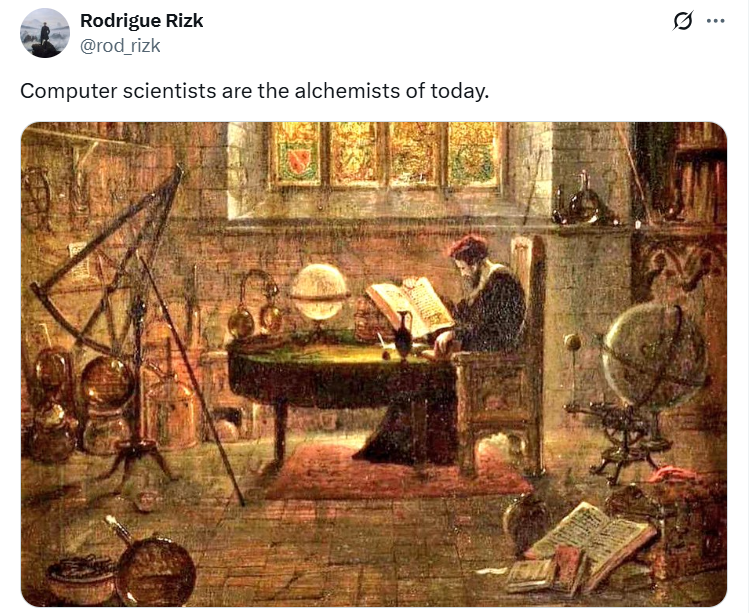 Rodrigue Rizk
@rod_rizk
Computer scientists are the alchemists of today.